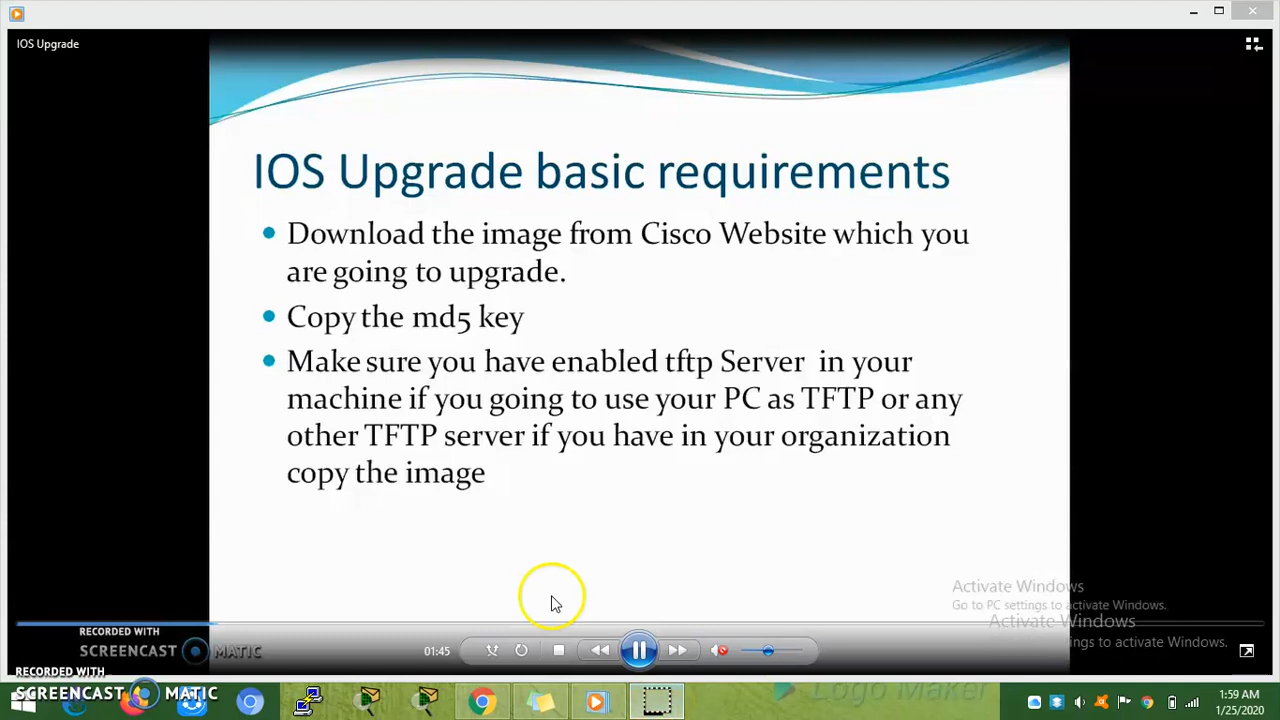 IOS Upgrade
IOS Upgrade basic requirements
Download the image from Cisco Website which you
are going to upgrade.
Copy the md5 key
Make sure you have enabled tftp Server in your
machine if you going to use your PC as TFTP or any
other TFTP server if you have in your organization
copy the image
Activate Windows
Go to PC settings to activate Windows.
Activate Windows
ttings to activate Windows.
RECORDED WITH
SCREENCAST MATIC
01:45
RECORDED WITH
SCREENCAST MATIC
Logo Maker
1:59 AM
1/25/2020